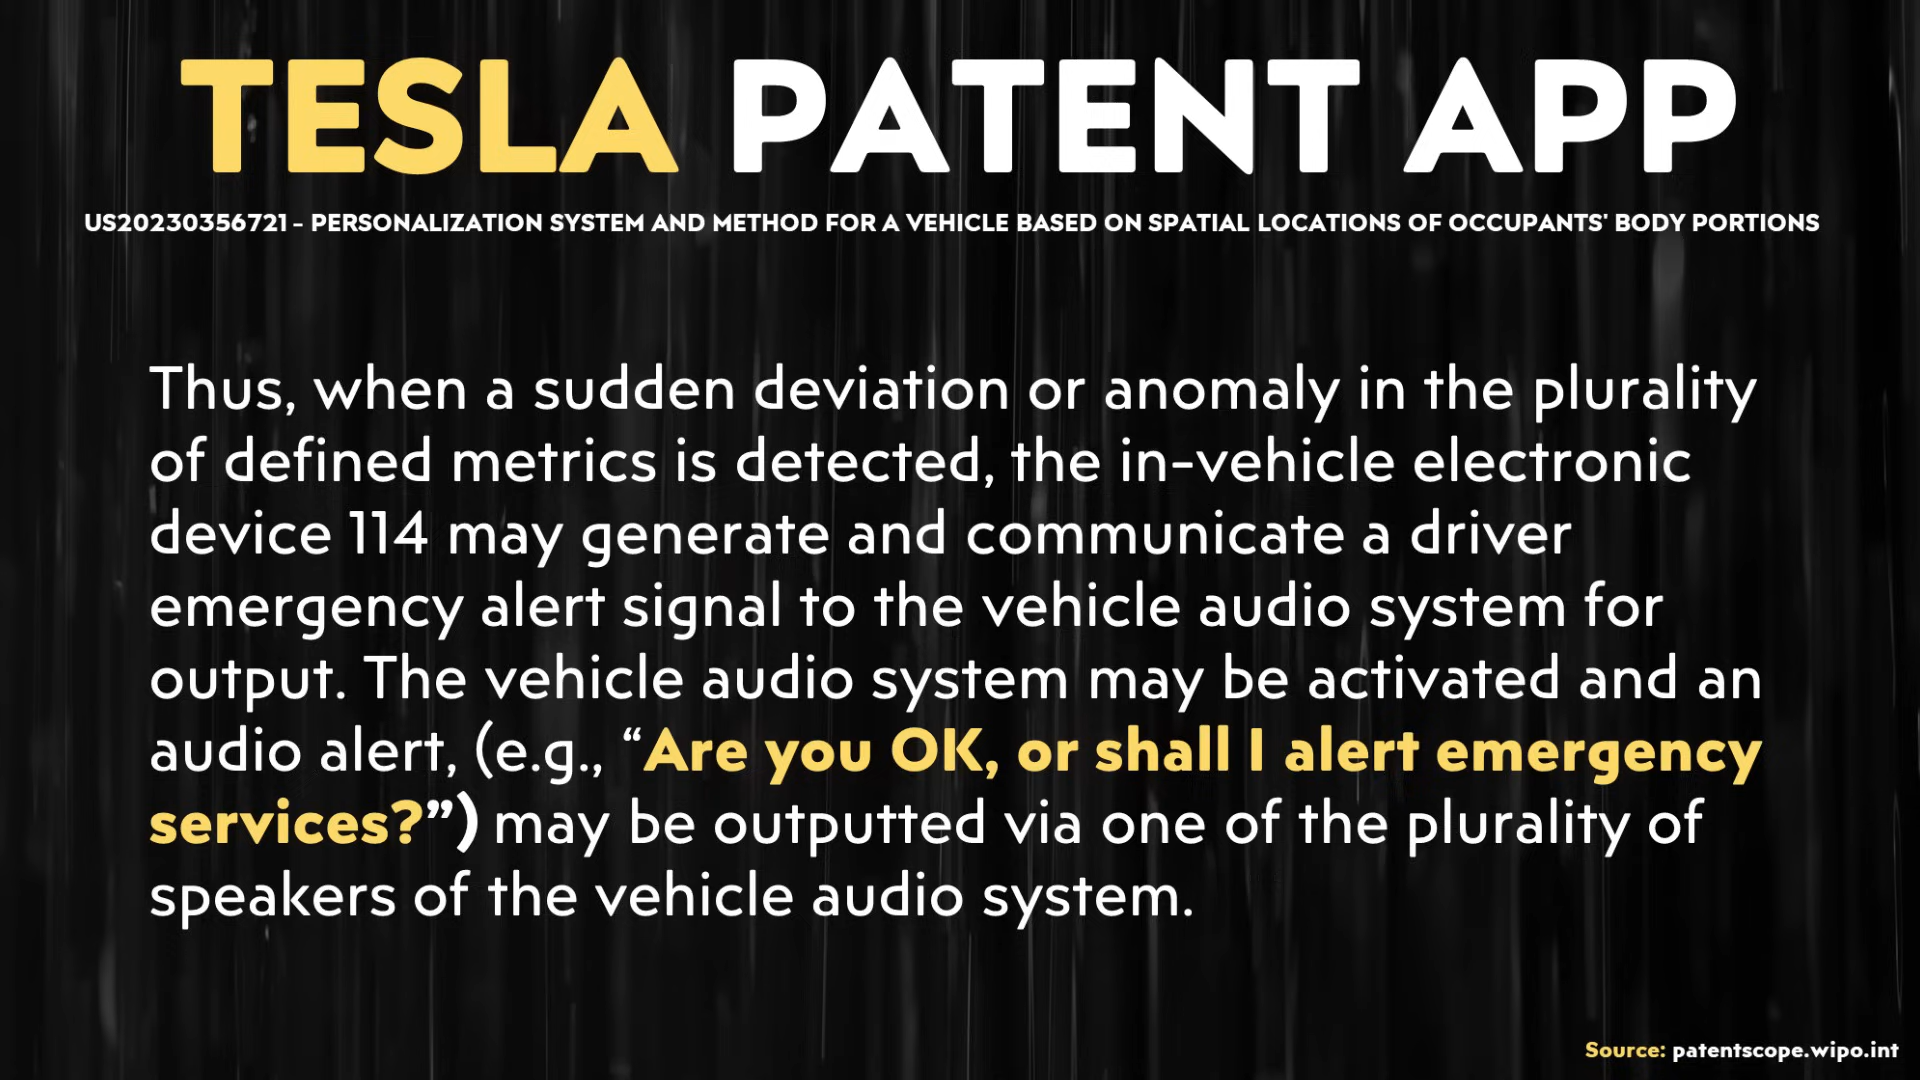 TESLA PATENT APP
US20230356721 - PERSONALIZATION SYSTEM AND METHOD FOR A VEHICLE BASED ON SPATIAL LOCATIONS OF OCCUPANTS' BODY PORTIONS
Thus, when a sudden deviation or anomaly in the plurality
of defined metrics is detected, the in-vehicle electronic
device 114 may generate and communicate a driver
emergency alert signal to the vehicle audio system for
output. The vehicle audio system may be activated and an
audio alert, (e.g., “Are you OK, or shall I alert emergency
services?”) may be outputted via one of the plurality of
speakers of the vehicle audio system.
Source: patentscope.wipo.int